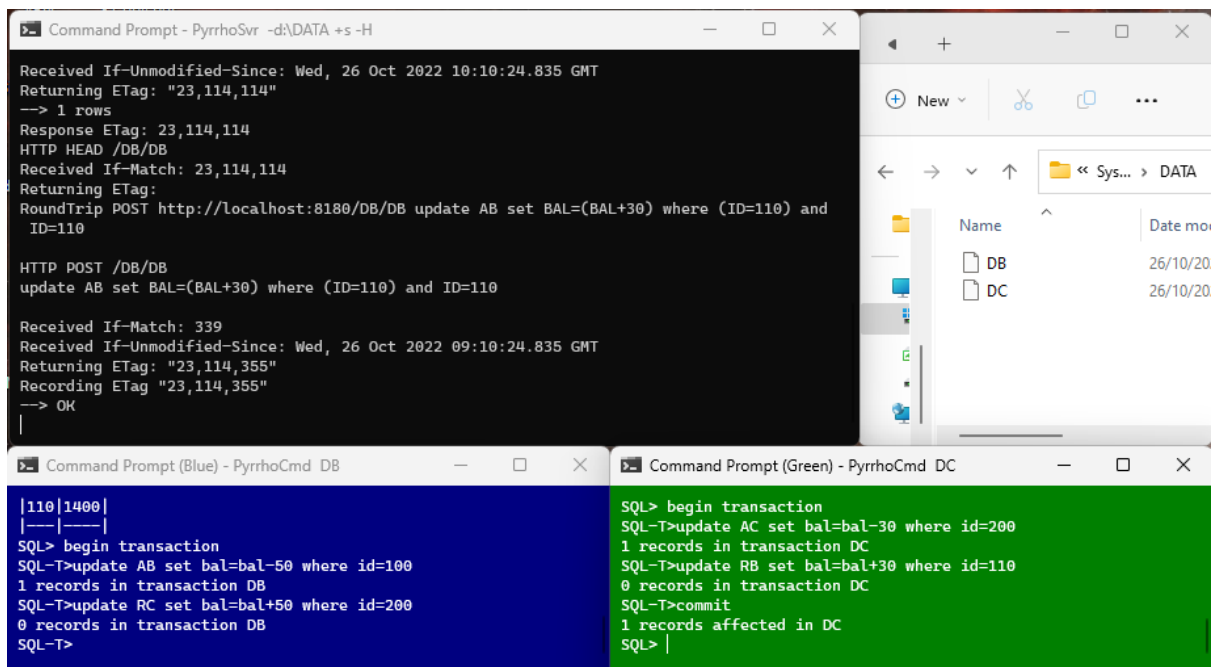 Command Prompt - PyrrhoSvr -d:\DATA +s -H
Received If-Unmodified-Since: Wed, 26 Oct 2022 10:10:24.835 GMT
Returning ETag: "23,114,114"
--> 1 rows
Response ETag: 23,114,114
HTTP HEAD /DB/DB
Received If-Match: 23,114,114
Returning ETag:
RoundTrip POST http://localhost:8180/DB/DB update AB set BAL=(BAL+30) where (ID=110) and
ID=110
HTTP POST /DB/DB
update AB set BAL=(BAL+30) where (ID=110) and ID=110
Received If-Match: 339
Received If-Unmodified-Since: Wed, 26 Oct 2022 09:10:24.835 GMT
Returning ETag: "23,114,355"
Recording ETag "23,114,355"
--> OK
New
« Sys... > DATA
Name Date mo
DB 26/10/20
DC 26/10/20
Command Prompt (Blue) - PyrrhoCmd DB
|110|1400|
|---|----|
SQL> begin transaction
SQL-T>update AB set bal=bal-50 where id=100
1 records in transaction DB
SQL-T>update RC set bal=bal+50 where id=200
0 records in transaction DB
SQL-T>
Command Prompt (Green) - PyrrhoCmd DC
SQL> begin transaction
SQL-T>update AC set bal=bal-30 where id=200
1 records in transaction DC
SQL-T>update RB set bal=bal+30 where id=110
0 records in transaction DC
SQL-T>commit
1 records affected in DC
SQL>